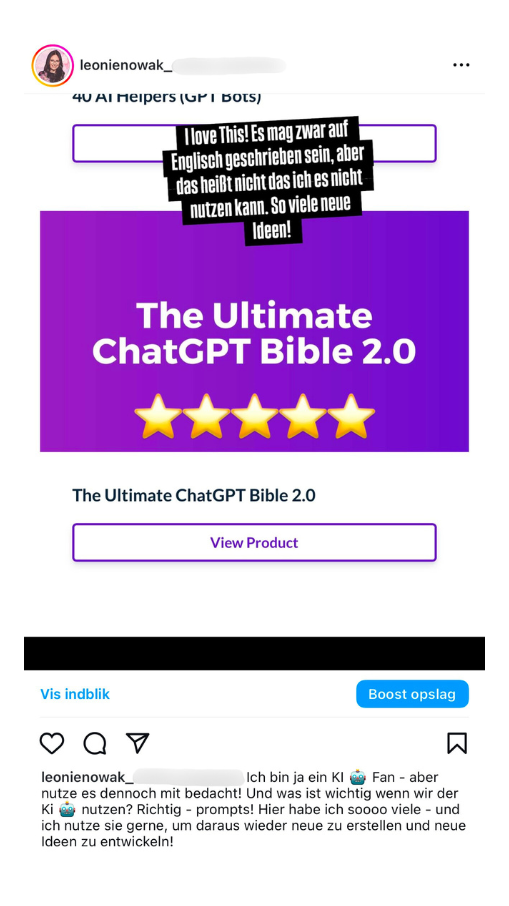 leonienowak_
40 AI Helpers (GPT Bots)
I love This! Es mag zwar auf
Englisch geschrieben sein, aber
das heißt nicht das ich es nicht
nutzen kann. So viele neue
Ideen!
The Ultimate
ChatGPT Bible 2.0
The Ultimate ChatGPT Bible 2.0
View Product
Vis indblik
Boost opslag
leonienowak_ Ich bin ja ein KI 🤖 Fan - aber
nutze es dennoch mit bedacht! Und was ist wichtig wenn wir der
Ki 🤖 nutzen? Richtig - prompts! Hier habe ich soooo viele - und
ich nutze sie gerne, um daraus wieder neue zu erstellen und neue
Ideen zu entwickeln!